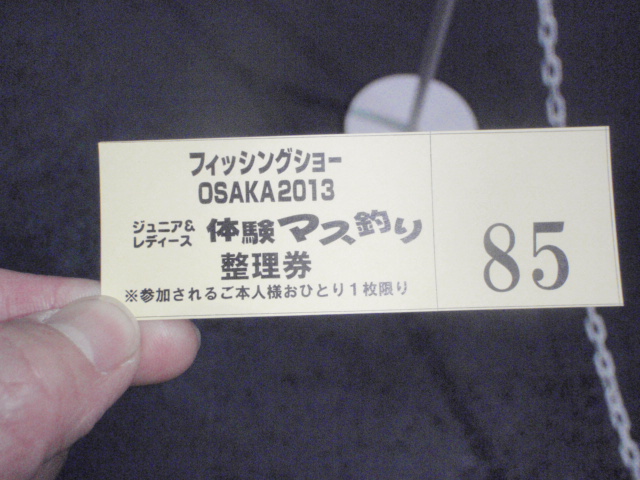 フィッシングショー
OSAKA2013
ジュニア&
レディース
体験マス釣り
整理券
※参加されるご本人様おひとり1枚限り
85